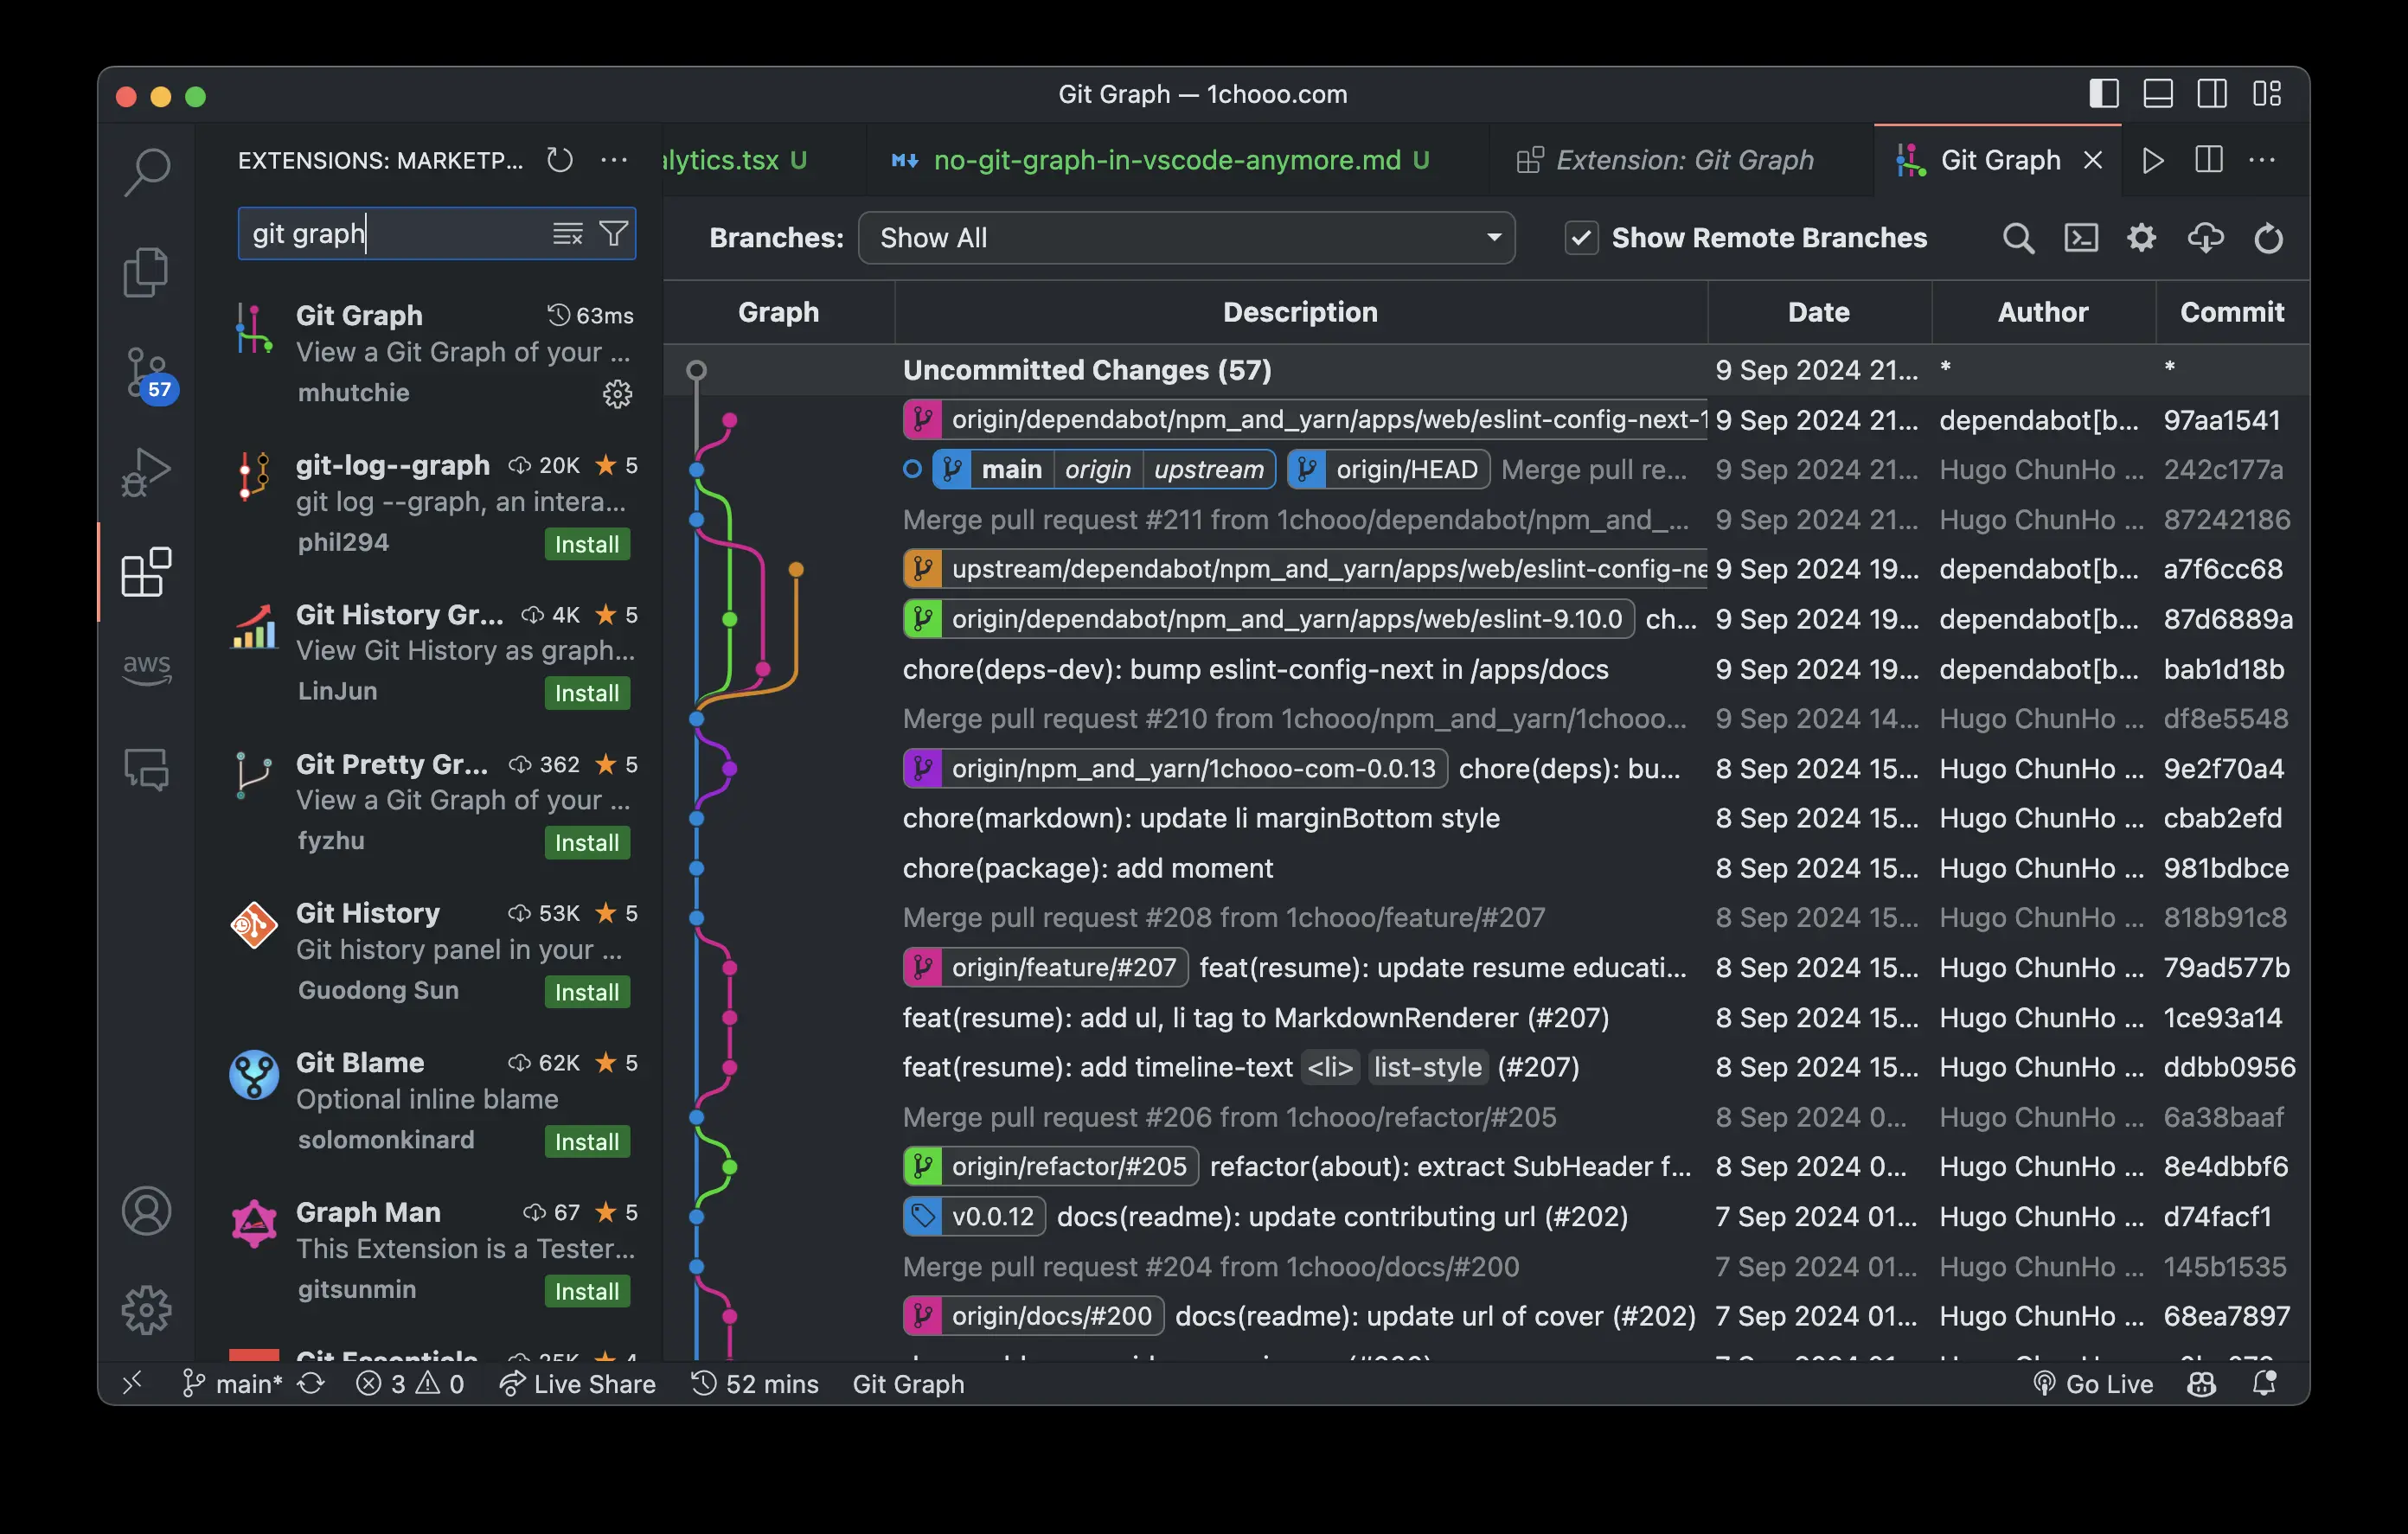 Git Graph — 1chooo.com
EXTENSIONS: MARKETP...
git graph
Git Graph 63ms
View a Git Graph of your ...
mhutchie
git-log--graph 20K 5
git log --graph, an intera...
phil294 Install
Git History Gr... 4K 5
View Git History as graph...
LinJun Install
Git Pretty Gr... 362 5
View a Git Graph of your ...
fyzhu Install
Git History 53K 5
Git history panel in your ...
Guodong Sun Install
Git Blame 62K 5
Optional inline blame
solomonkinard Install
Graph Man 67 5
This Extension is a Tester...
gitsunmin Install
Git Essentials 25K 4
57
aws
alytics.tsx U
no-git-graph-in-vscode-anymore.md U
Extension: Git Graph
Git Graph
Branches: Show All Show Remote Branches
Graph Description Date Author Commit
Uncommitted Changes (57) 9 Sep 2024 21... * *
origin/dependabot/npm_and_yarn/apps/web/eslint-config-next-1 9 Sep 2024 21... dependabot[b... 97aa1541
main origin upstream origin/HEAD Merge pull re... 9 Sep 2024 21... Hugo ChunHo ... 242c177a
Merge pull request #211 from 1chooo/dependabot/npm_and_... 9 Sep 2024 21... Hugo ChunHo ... 87242186
upstream/dependabot/npm_and_yarn/apps/web/eslint-config-ne 9 Sep 2024 19... dependabot[b... a7f6cc68
origin/dependabot/npm_and_yarn/apps/web/eslint-9.10.0 ch... 9 Sep 2024 19... dependabot[b... 87d6889a
chore(deps-dev): bump eslint-config-next in /apps/docs 9 Sep 2024 19... dependabot[b... bab1d18b
Merge pull request #210 from 1chooo/npm_and_yarn/1chooo... 9 Sep 2024 14... Hugo ChunHo ... df8e5548
origin/npm_and_yarn/1chooo-com-0.0.13 chore(deps): bu... 8 Sep 2024 15... Hugo ChunHo ... 9e2f70a4
chore(markdown): update li marginBottom style 8 Sep 2024 15... Hugo ChunHo ... cbab2efd
chore(package): add moment 8 Sep 2024 15... Hugo ChunHo ... 981bdbce
Merge pull request #208 from 1chooo/feature/#207 8 Sep 2024 15... Hugo ChunHo ... 818b91c8
origin/feature/#207 feat(resume): update resume educati... 8 Sep 2024 15... Hugo ChunHo ... 79ad577b
feat(resume): add ul, li tag to MarkdownRenderer (#207) 8 Sep 2024 15... Hugo ChunHo ... 1ce93a14
feat(resume): add timeline-text <li> list-style (#207) 8 Sep 2024 15... Hugo ChunHo ... ddbb0956
Merge pull request #206 from 1chooo/refactor/#205 8 Sep 2024 0... Hugo ChunHo ... 6a38baaf
origin/refactor/#205 refactor(about): extract SubHeader f... 8 Sep 2024 0... Hugo ChunHo ... 8e4dbbf6
v0.0.12 docs(readme): update contributing url (#202) 7 Sep 2024 01... Hugo ChunHo ... d74facf1
Merge pull request #204 from 1chooo/docs/#200 7 Sep 2024 01... Hugo ChunHo ... 145b1535
origin/docs/#200 docs(readme): update url of cover (#202) 7 Sep 2024 01... Hugo ChunHo ... 68ea7897
main* 3 0 Live Share 52 mins Git Graph Go Live